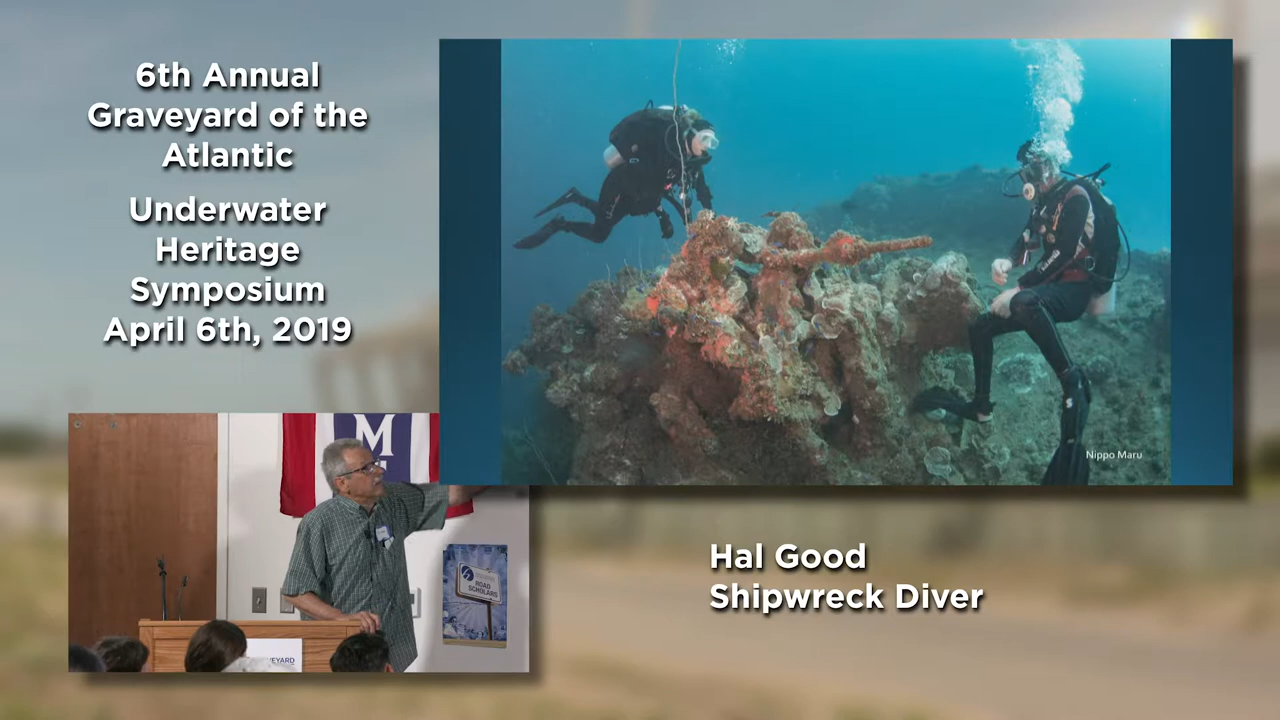 6th Annual
Graveyard of the
Atlantic
Underwater
Heritage
Symposium
April 6th, 2019
Nippo Maru
M
ROAD
SCHOLARS
VEYARD
Hal Good
Shipwreck Diver